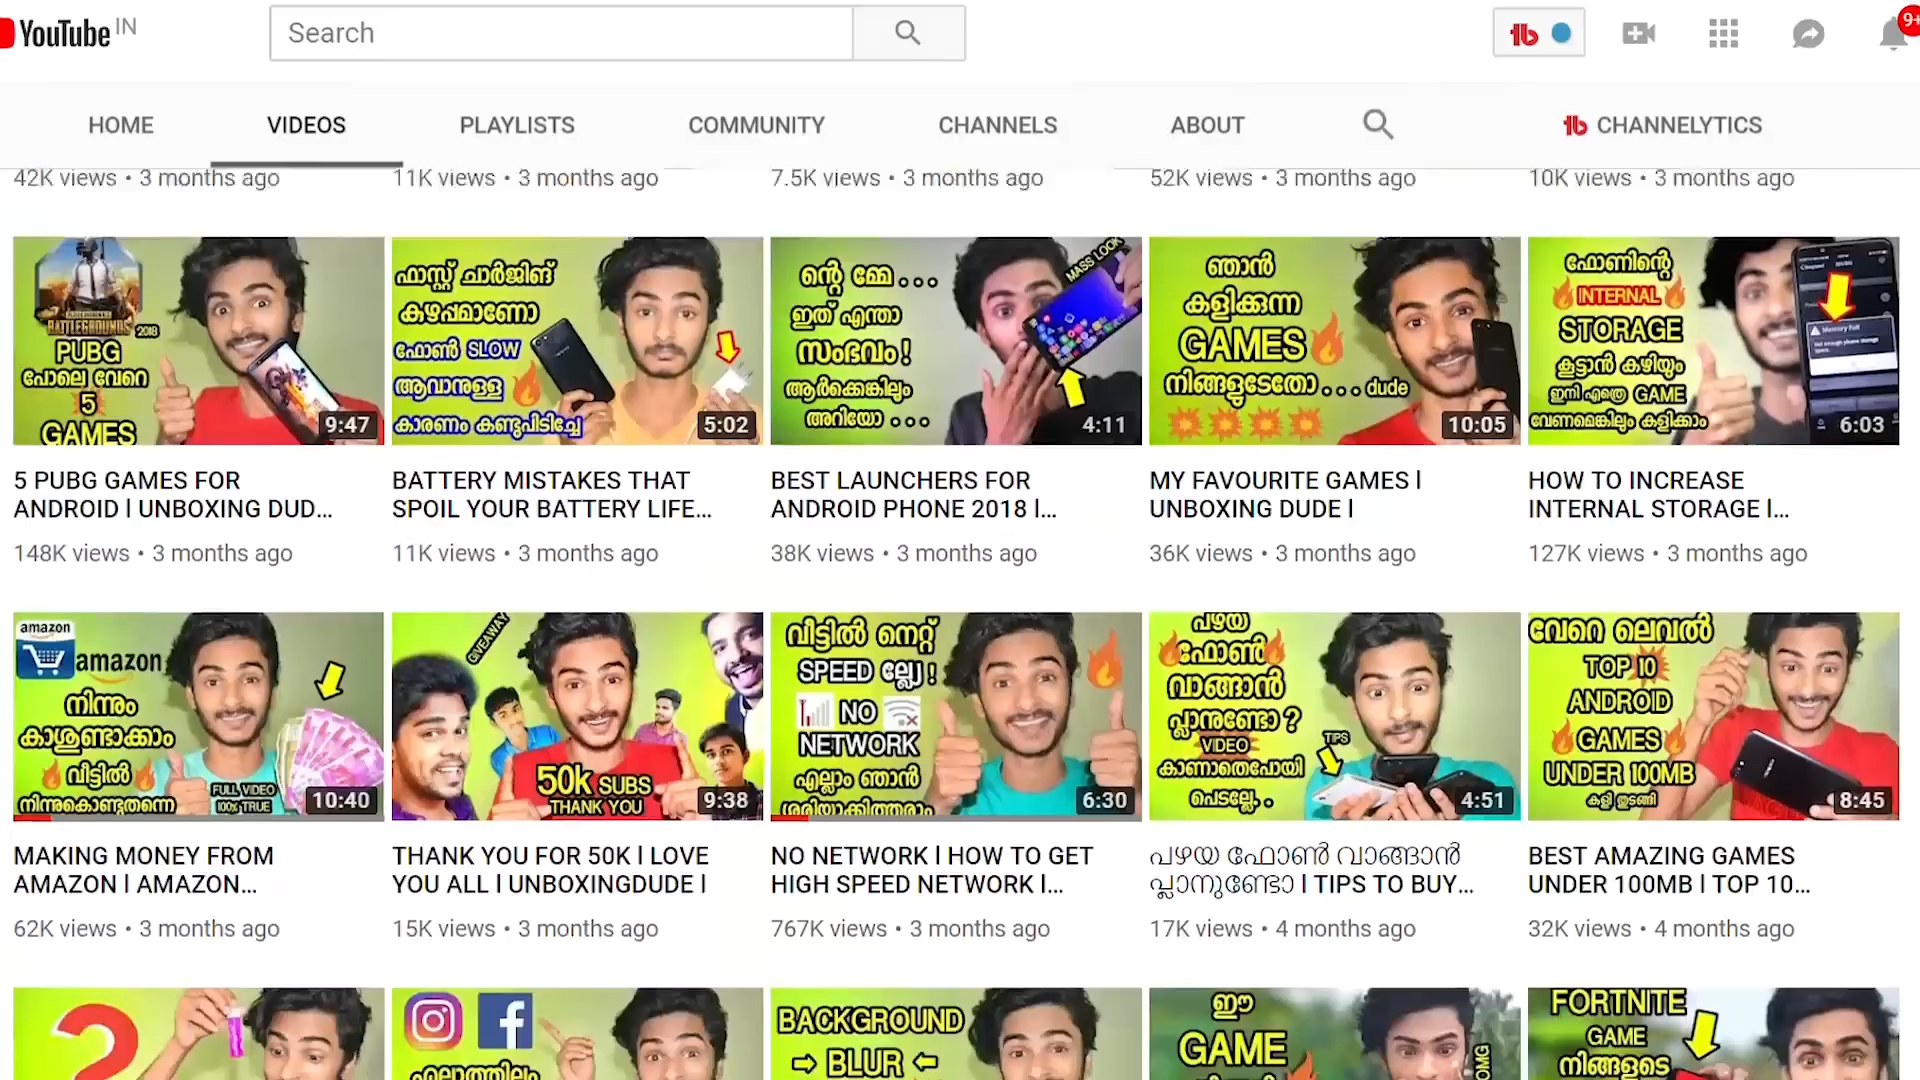 YouTube IN
Search
9+
HOME
VIDEOS
PLAYLISTS
COMMUNITY
CHANNELS
ABOUT
CHANNELYTICS
42K views • 3 months ago
11K views • 3 months ago
7.5K views • 3 months ago
52K views • 3 months ago
10K views • 3 months ago
BATTLEGROUNDS 2018
PUBG
പോലെ വേറെ
5
GAMES
9:47
ഫാസ്റ്റ് ചാർജിങ്
കുഴപ്പമാണോ
ഫോൺ SLOW
ആവാനുള്ള
കാരണം കണ്ടുപിടിച്ചേ
5:02
ന്റെ മ്മേ . . .
ഇത് എന്താ
സംഭവം !
ആർക്കെങ്കിലും
അറിയോ . . .
MASS LOOK
4:11
ഞാൻ
കളിക്കുന്ന
GAMES
നിങ്ങളുടേതോ . . . dude
10:05
ഫോണിന്റെ
INTERNAL
STORAGE
കൂട്ടാൻ കഴിയും
ഇനി എത്ര GAME
വേണമെങ്കിലും കളിക്കാം
Memory Full
6:03
5 PUBG GAMES FOR
ANDROID | UNBOXING DUD...
148K views • 3 months ago
BATTERY MISTAKES THAT
SPOIL YOUR BATTERY LIFE...
11K views • 3 months ago
BEST LAUNCHERS FOR
ANDROID PHONE 2018 |...
38K views • 3 months ago
MY FAVOURITE GAMES |
UNBOXING DUDE |
36K views • 3 months ago
HOW TO INCREASE
INTERNAL STORAGE |...
127K views • 3 months ago
amazon
amazon
നിന്നും
കാശുണ്ടാക്കാം
വീട്ടിൽ
നിന്നുകൊണ്ടുതന്നെ
FULL VIDEO
100% TRUE
10:40
GIVEAWAY
50k SUBS
THANK YOU
9:38
വീട്ടിൽ നെറ്റ്
SPEED ല്ല്യേ !
NO
NETWORK
എല്ലാം ഞാൻ
ശരിയാക്കിത്തരാം
6:30
പഴയ
ഫോൺ
വാങ്ങാൻ
പ്ലാനുണ്ടോ ?
VIDEO
കാണാതെപോയി
പെടല്ലേ . .
TIPS
4:51
വേറെ ലെവൽ
TOP 10
ANDROID
GAMES
UNDER 100MB
കളി തുടങ്ങി
8:45
MAKING MONEY FROM
AMAZON | AMAZON...
62K views • 3 months ago
THANK YOU FOR 50K | LOVE
YOU ALL | UNBOXINGDUDE |
15K views • 3 months ago
NO NETWORK | HOW TO GET
HIGH SPEED NETWORK |...
767K views • 3 months ago
പഴയ ഫോൺ വാങ്ങാൻ
പ്ലാനുണ്ടോ | TIPS TO BUY...
17K views • 4 months ago
BEST AMAZING GAMES
UNDER 100MB | TOP 10...
32K views • 4 months ago
?
എല്ലാത്തിലും
BACKGROUND
BLUR
ഈ
GAME
OMG
FORTNITE
GAME
നിങ്ങളുടെ